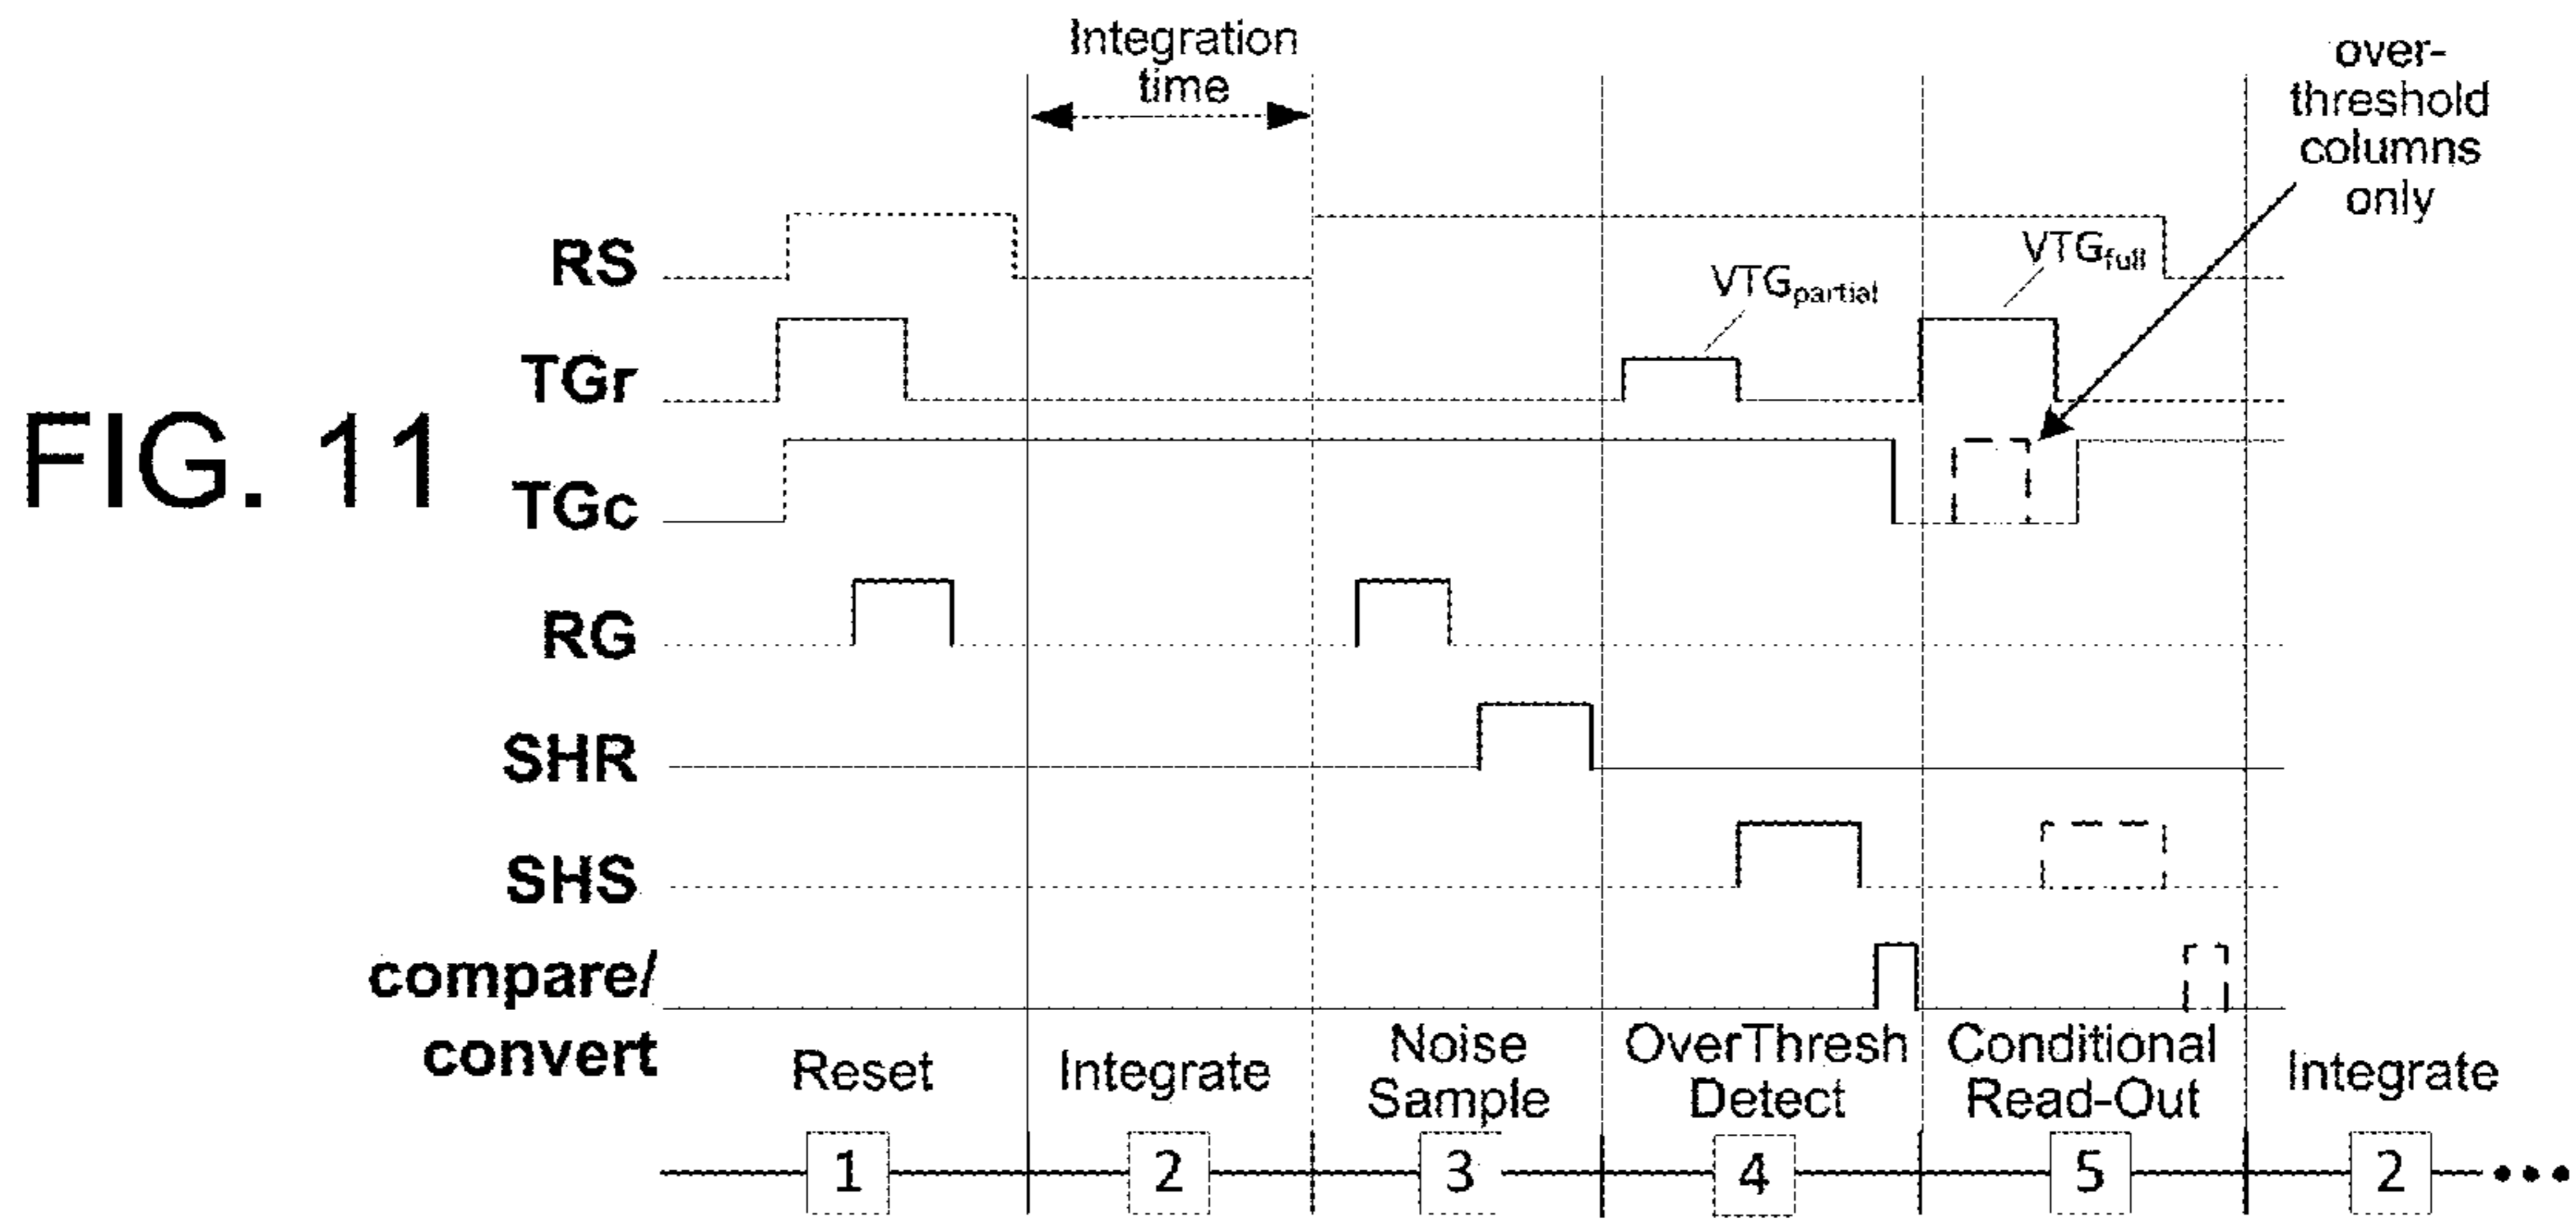 Integration
time
over-
threshold
columns
only
RS
VTGpartial
VTGfull
TGr
FIG. 11
TGc
RG
SHR
SHS
compare/
convert
Reset
Integrate
Noise
Sample
OverThresh
Detect
Conditional
Read-Out
Integrate
1
2
3
4
5
2